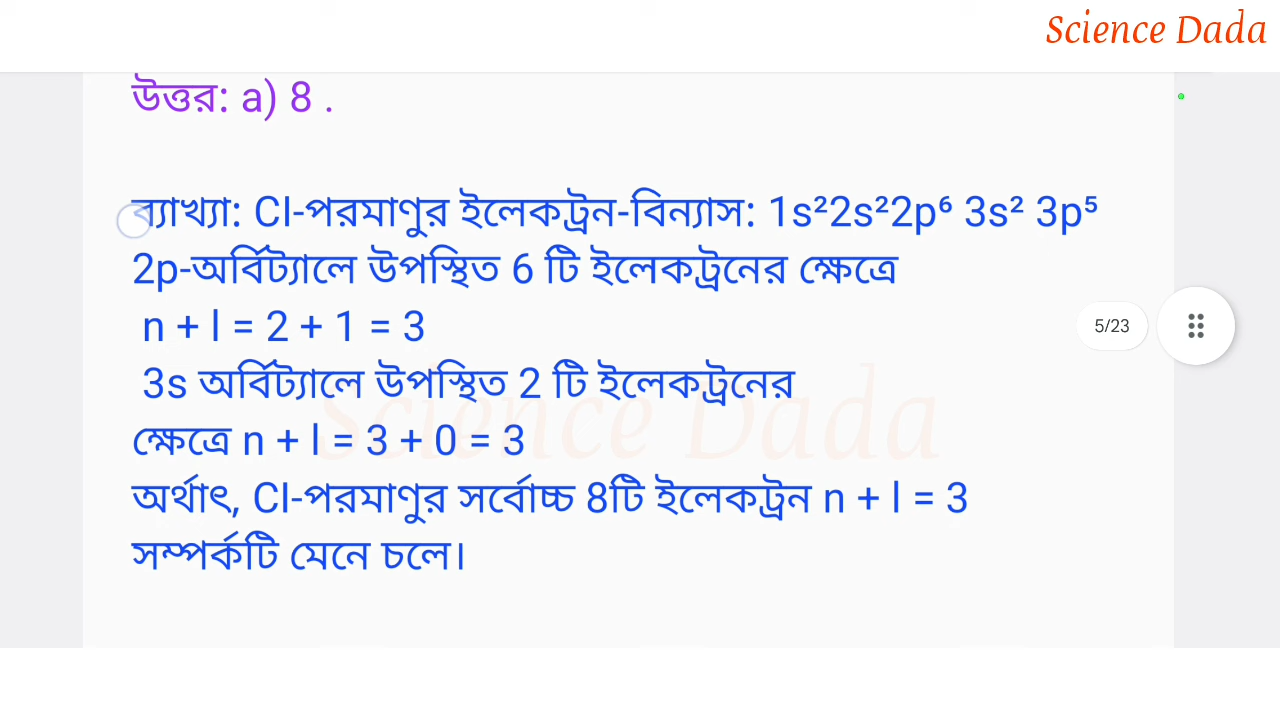 Science Dada
উত্তর: a) 8 .
ব্যাখ্যা: Cl-পরমাণুর ইলেকট্রন-বিন্যাস: 1s²2s²2p⁶ 3s² 3p⁵
2p-অর্বিট্যালে উপস্থিত 6 টি ইলেকট্রনের ক্ষেত্রে
n + l = 2 + 1 = 3
5/23
3s অর্বিট্যালে উপস্থিত 2 টি ইলেকট্রনের
ক্ষেত্রে n + l = 3 + 0 = 3
Science Dada
অর্থাৎ, Cl-পরমাণুর সর্বোচ্চ 8টি ইলেকট্রন n + l = 3
সম্পর্কটি মেনে চলে।